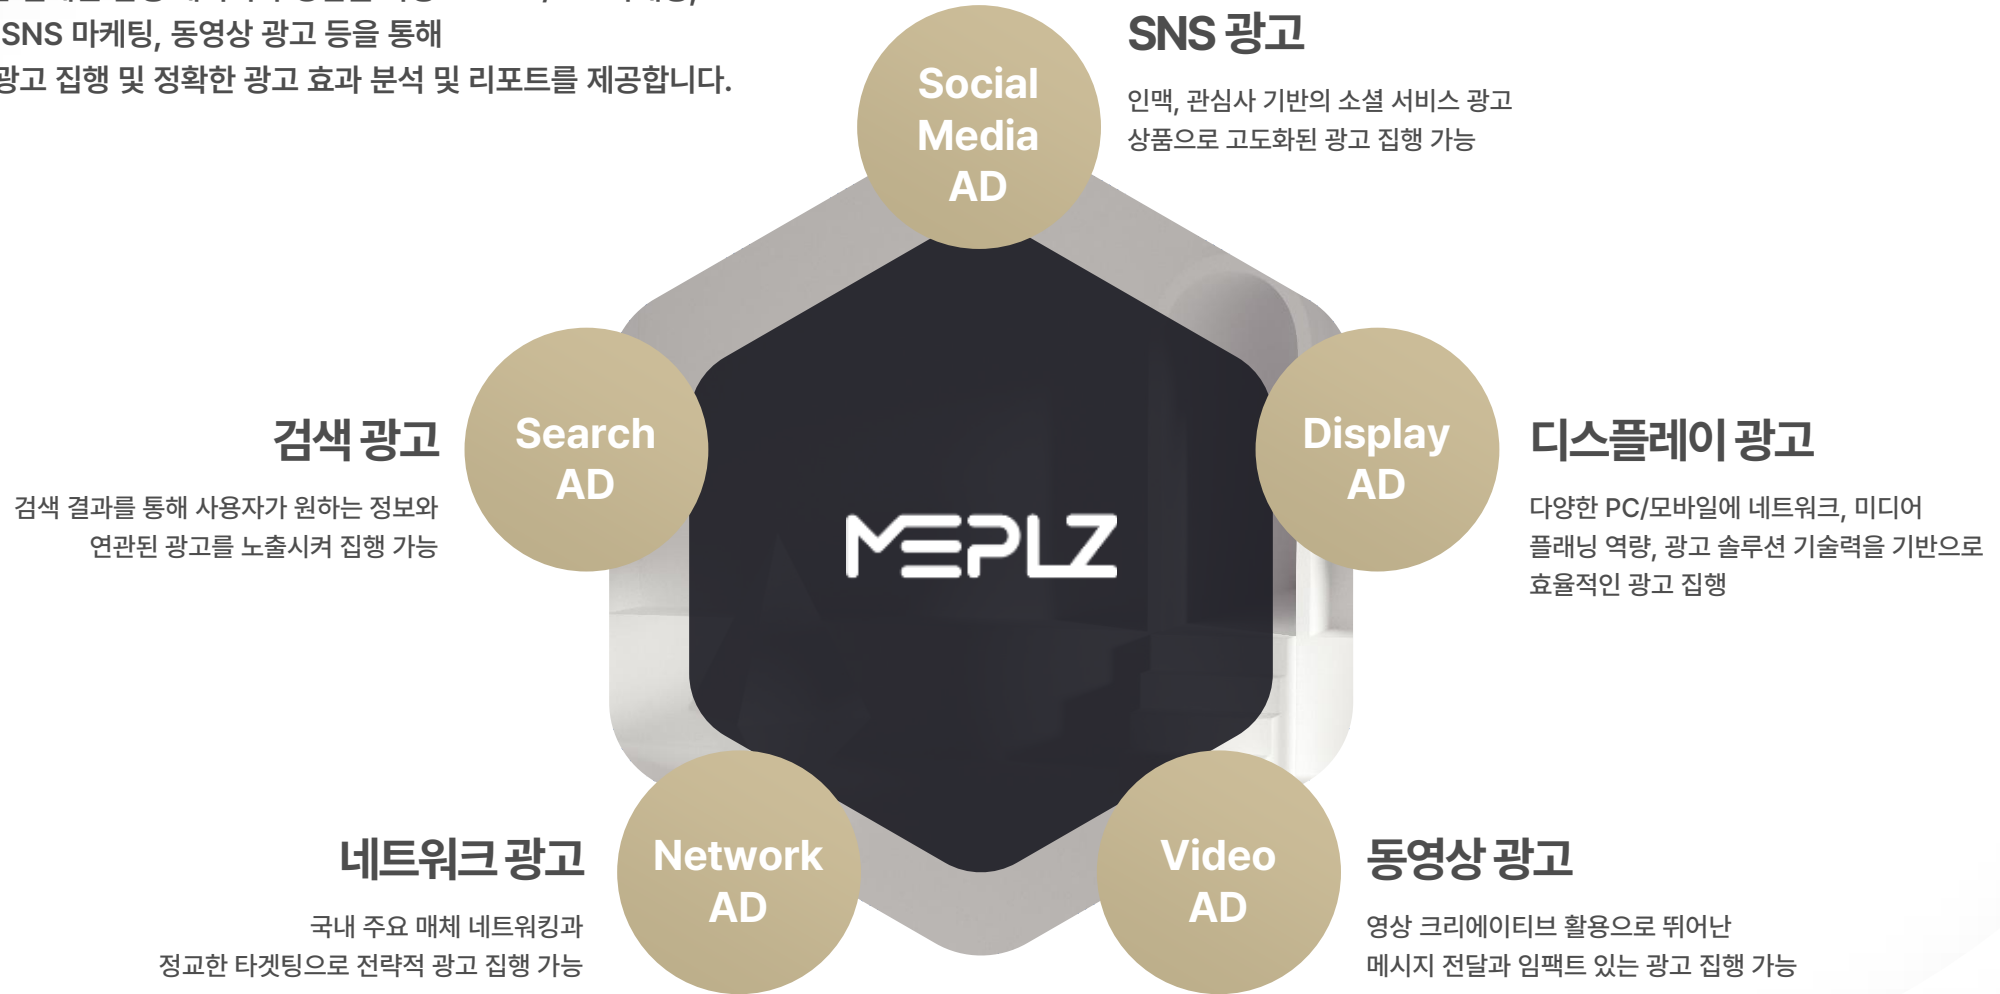 SNS 마케팅, 동영상 광고 등을 통해
광고 집행 및 정확한 광고 효과 분석 및 리포트를 제공합니다.
Social
Media
AD
SNS 광고
인맥, 관심사 기반의 소셜 서비스 광고
상품으로 고도화된 광고 집행 가능
검색 광고
검색 결과를 통해 사용자가 원하는 정보와
연관된 광고를 노출시켜 집행 가능
Search
AD
MEPLZ
Display
AD
디스플레이 광고
다양한 PC/모바일에 네트워크, 미디어
플래닝 역량, 광고 솔루션 기술력을 기반으로
효율적인 광고 집행
네트워크 광고
국내 주요 매체 네트워킹과
정교한 타겟팅으로 전략적 광고 집행 가능
Network
AD
Video
AD
동영상 광고
영상 크리에이티브 활용으로 뛰어난
메시지 전달과 임팩트 있는 광고 집행 가능